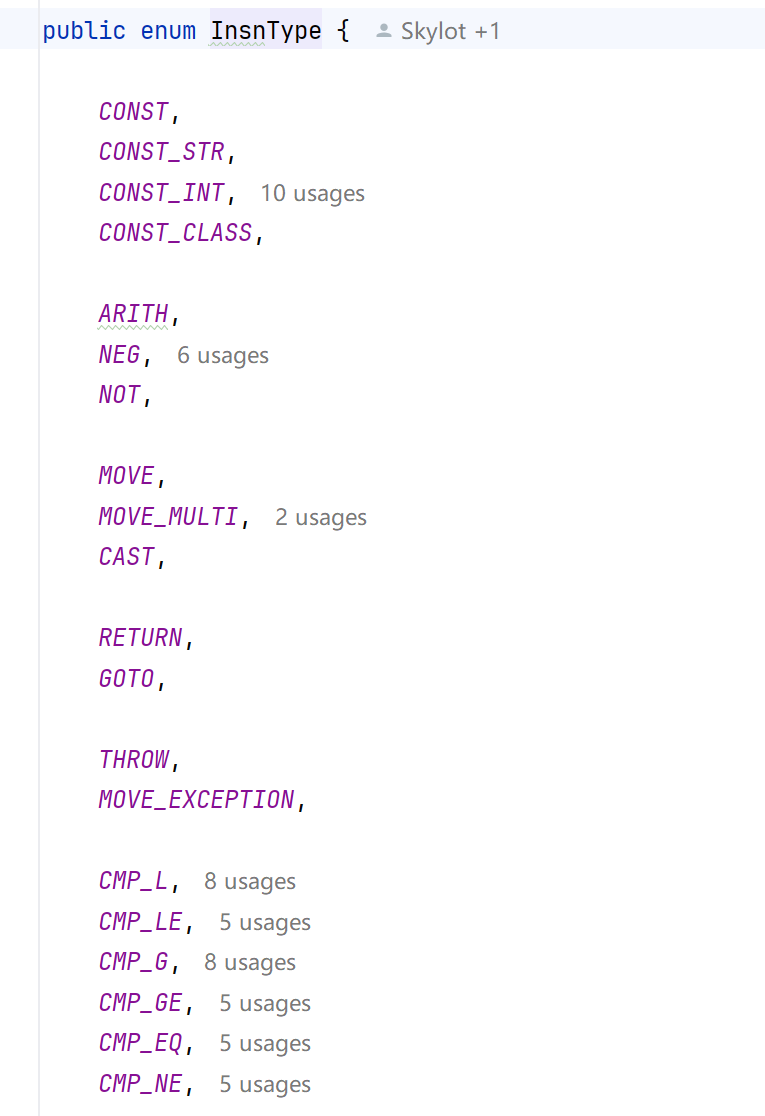 public enum InsnType { Skylot +1
CONST,
CONST_STR,
CONST_INT, 10 usages
CONST_CLASS,
ARITH,
NEG, 6 usages
NOT,
MOVE,
MOVE_MULTI, 2 usages
CAST,
RETURN,
GOTO,
THROW,
MOVE_EXCEPTION,
CMP_L, 8 usages
CMP_LE, 5 usages
CMP_G, 8 usages
CMP_GE, 5 usages
CMP_EQ, 5 usages
CMP_NE, 5 usages